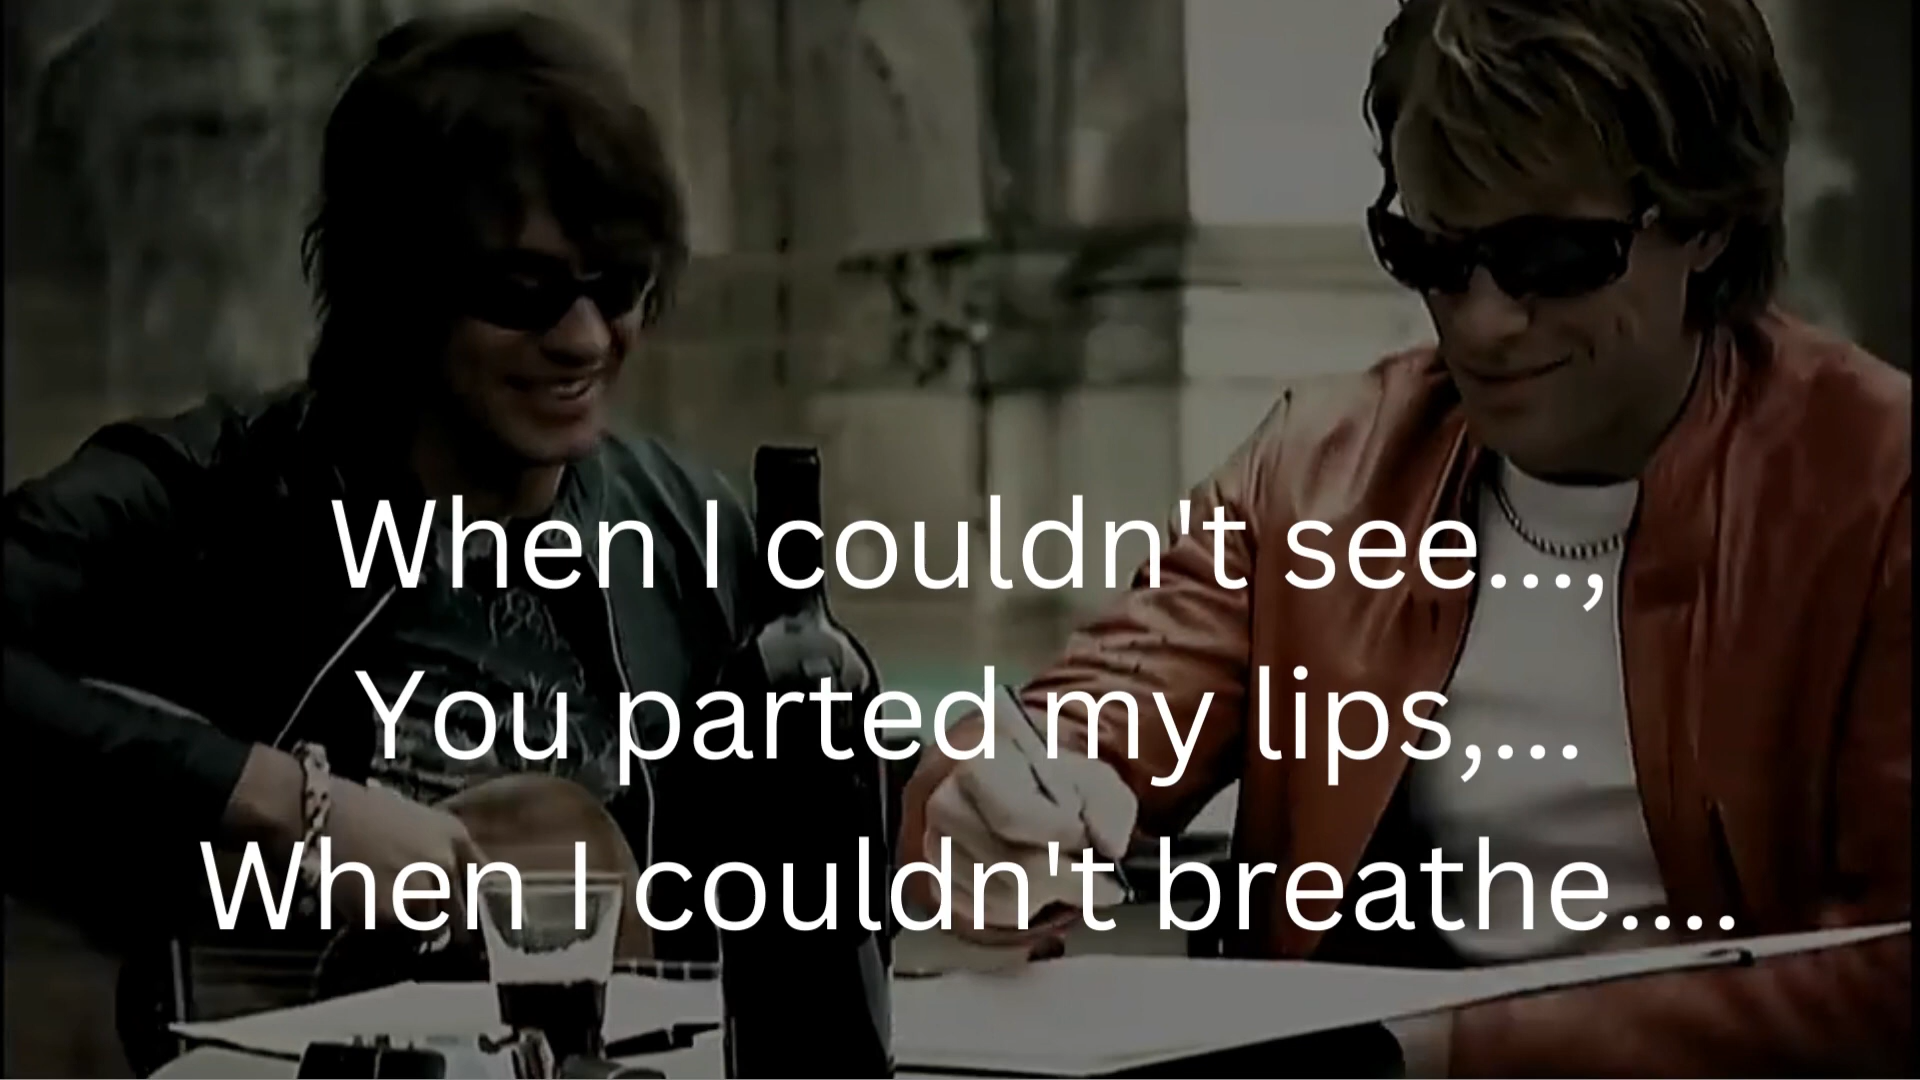 When I couldn't see...,
You parted my lips,...
When I couldn't breathe....